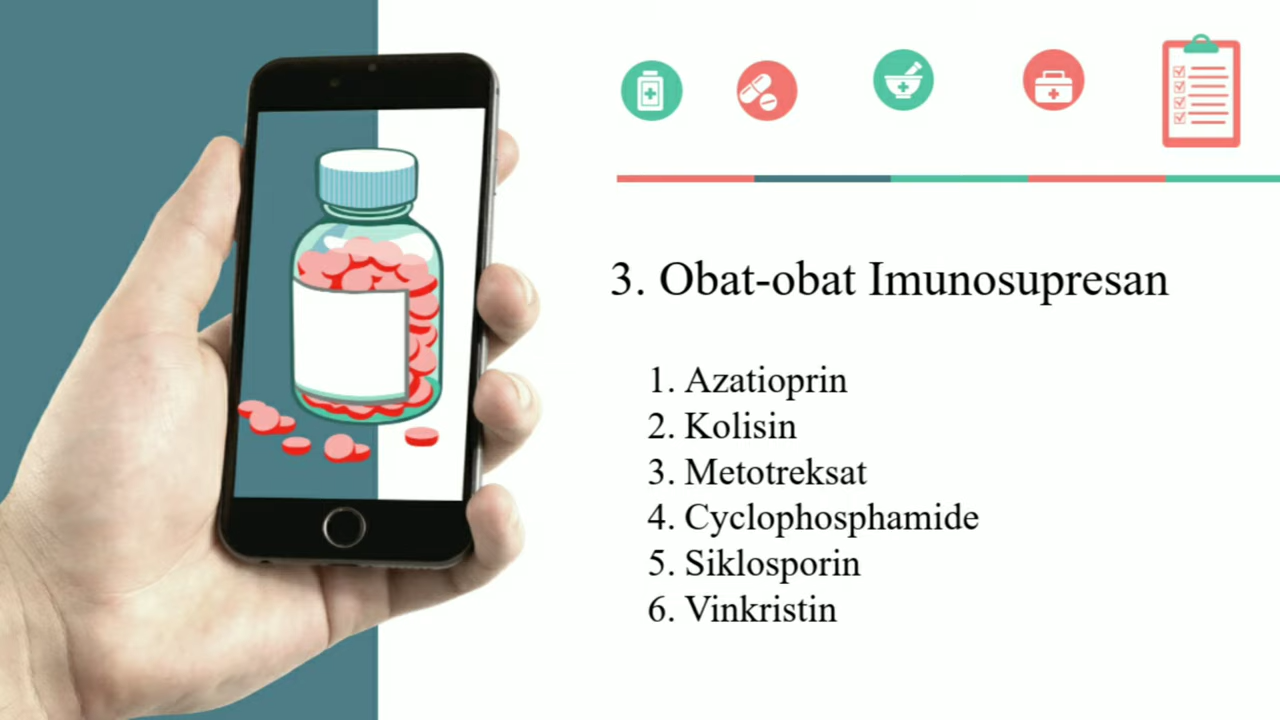 3. Obat-obat Imunosupresan
1. Azatioprin
2. Kolisin
3. Metotreksat
4. Cyclophosphamide
5. Siklosporin
6. Vinkristin